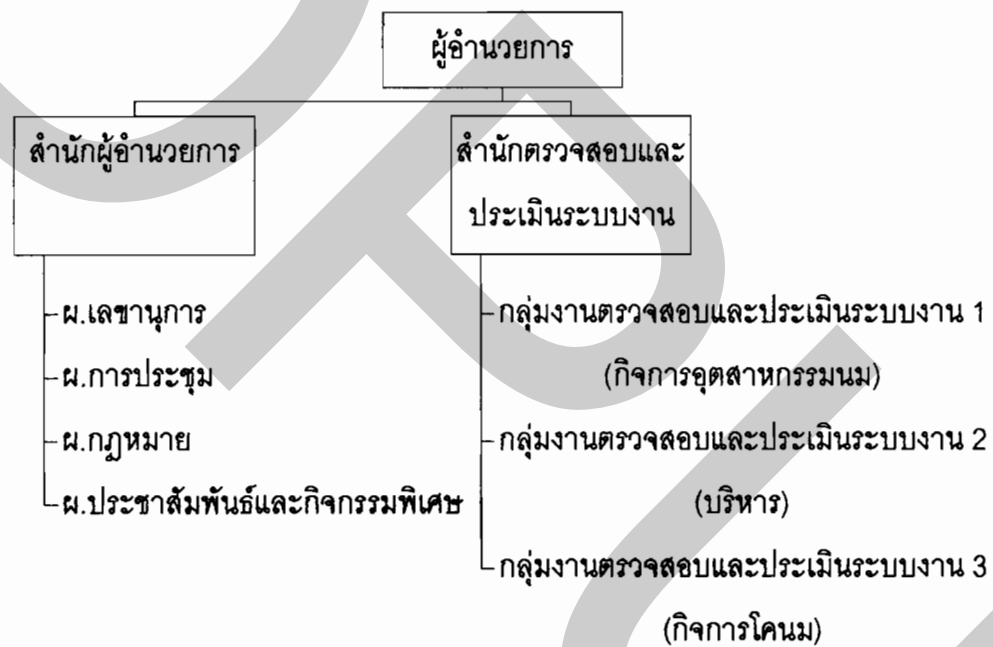 ผู้อำนวยการ
สำนักผู้อำนวยการ
สำนักตรวจสอบและ
ประเมินระบบงาน
ผ.เลขานุการ
ผ.การประชุม
ผ.กฎหมาย
ผ.ประชาสัมพันธ์และกิจกรรมพิเศษ
กลุ่มงานตรวจสอบและประเมินระบบงาน 1
(กิจการอุตสาหกรรมนม)
กลุ่มงานตรวจสอบและประเมินระบบงาน 2
(บริหาร)
กลุ่มงานตรวจสอบและประเมินระบบงาน 3
(กิจการโคนม)